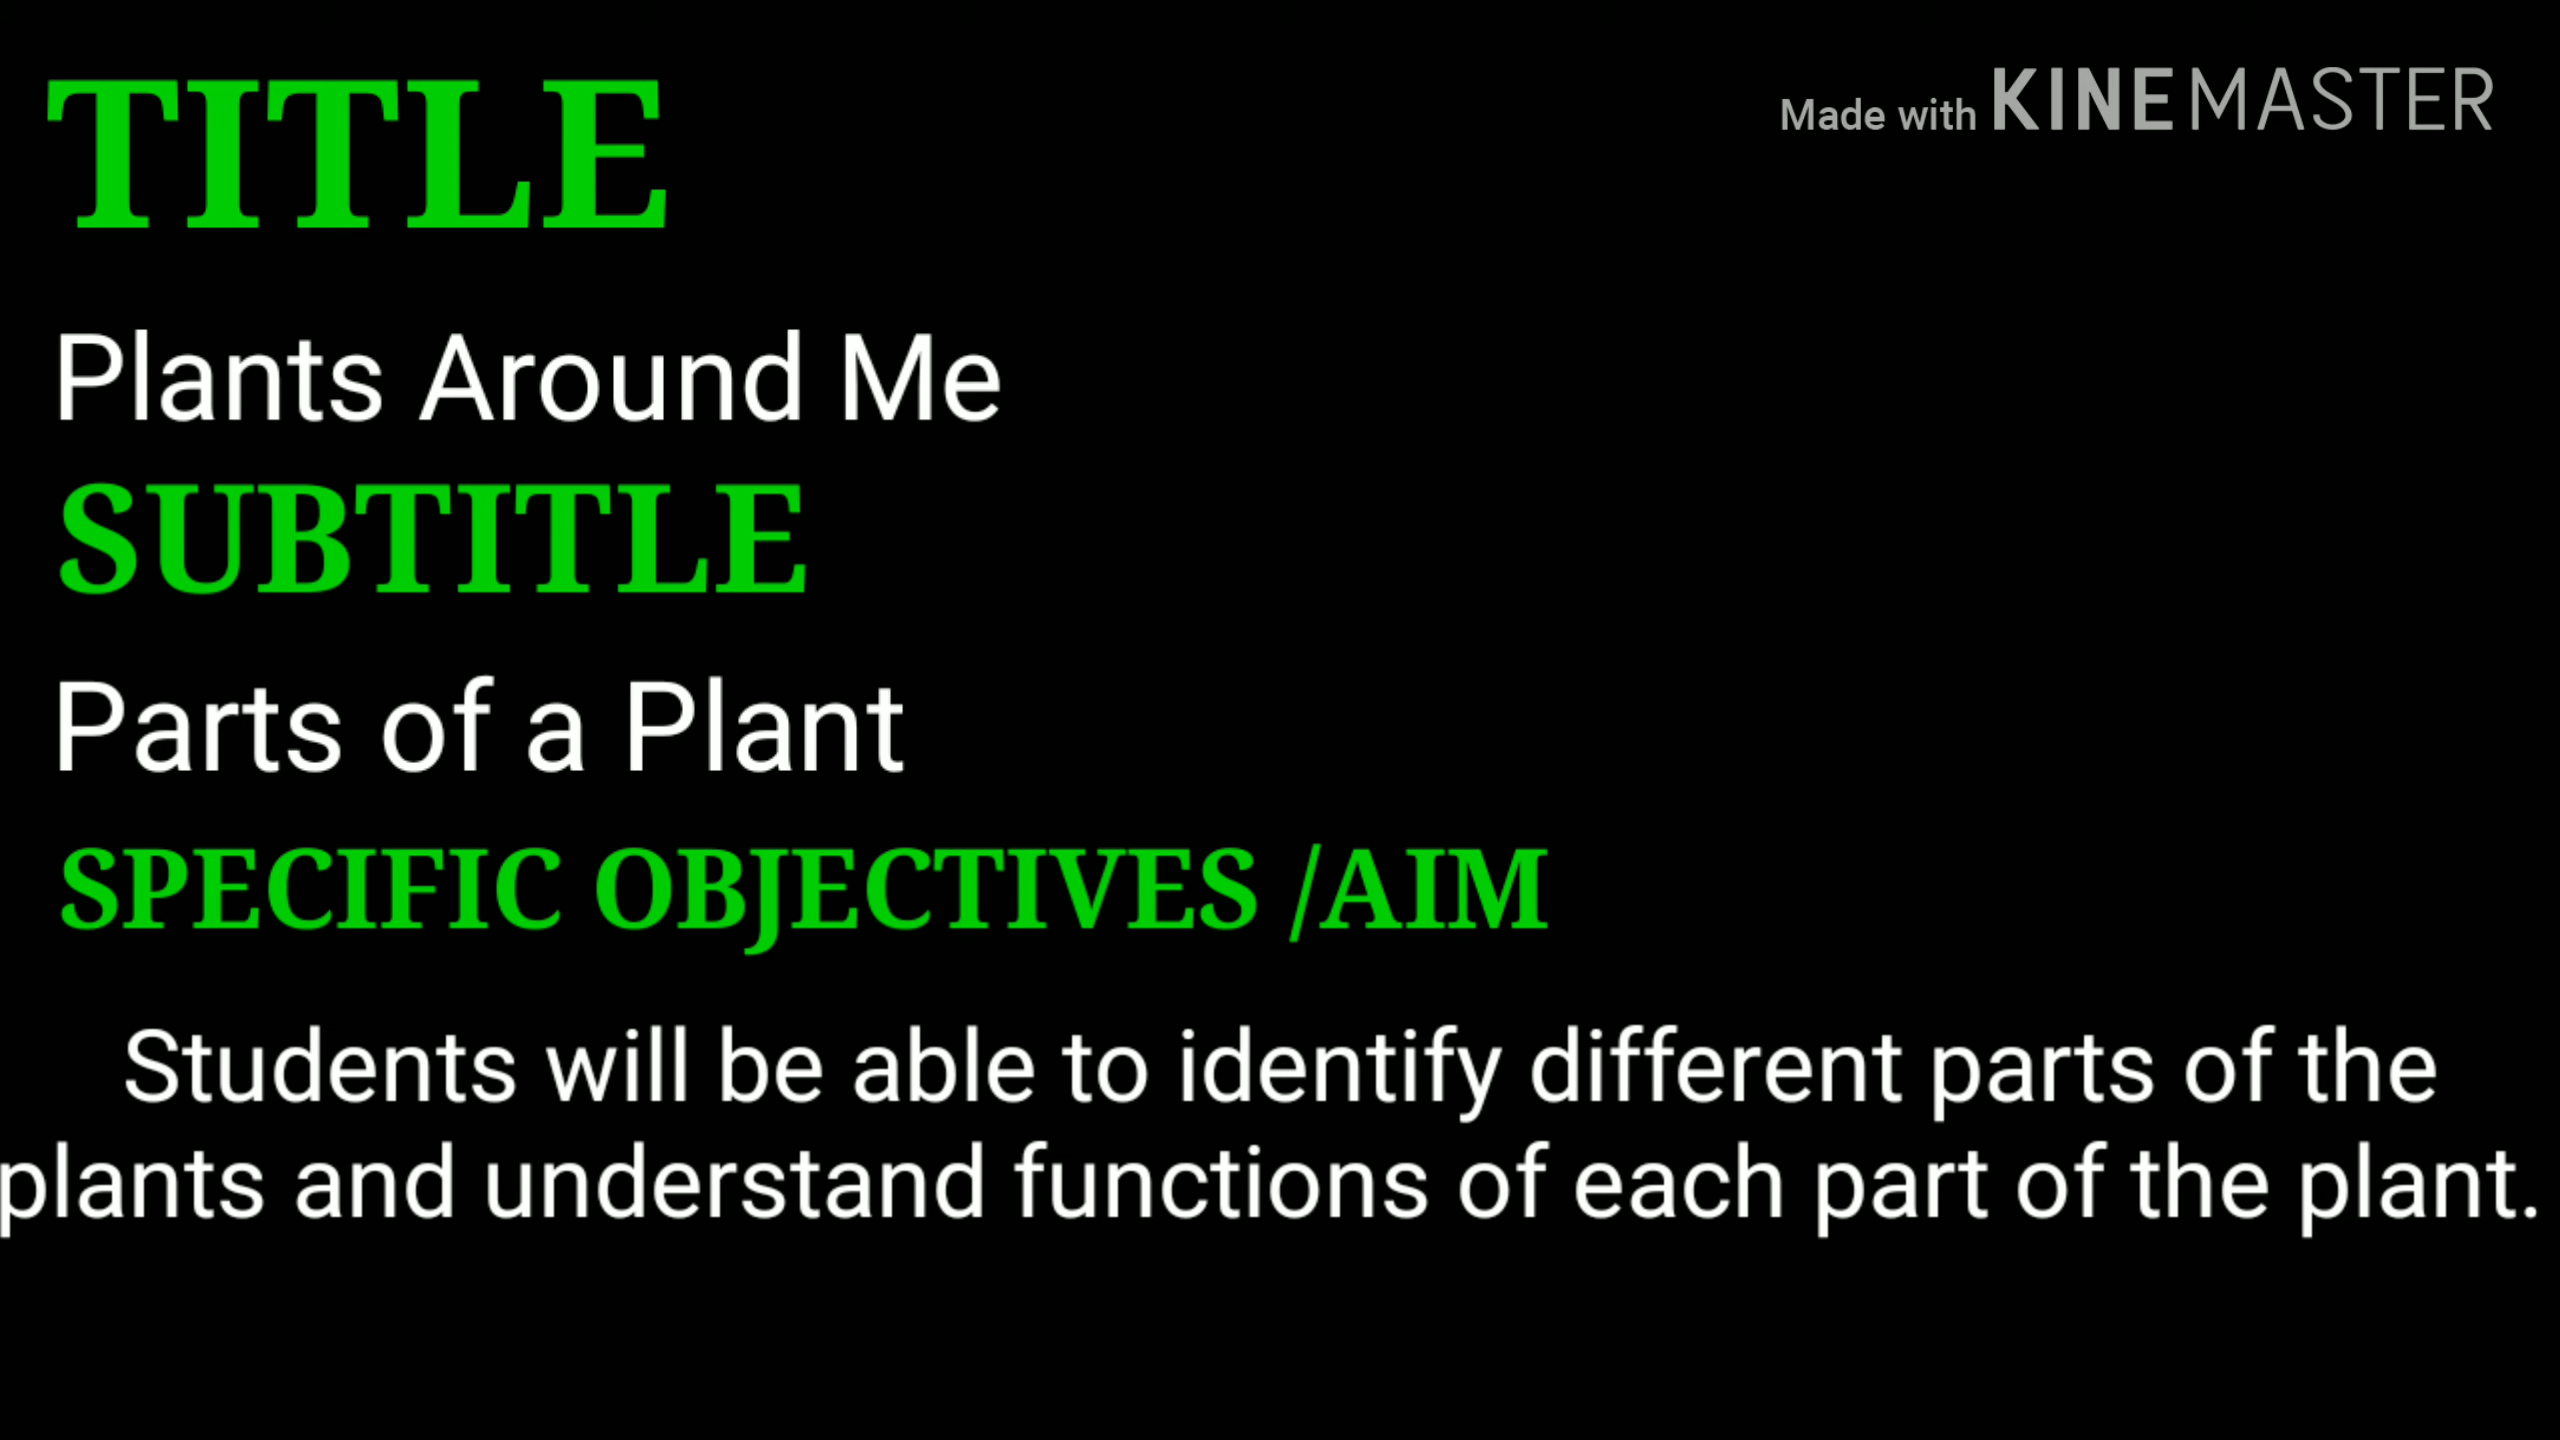 TITLE
Made with KINEMASTER
Plants Around Me
SUBTITLE
Parts of a Plant
SPECIFIC OBJECTIVES /AIM
Students will be able to identify different parts of the
plants and understand functions of each part of the plant.